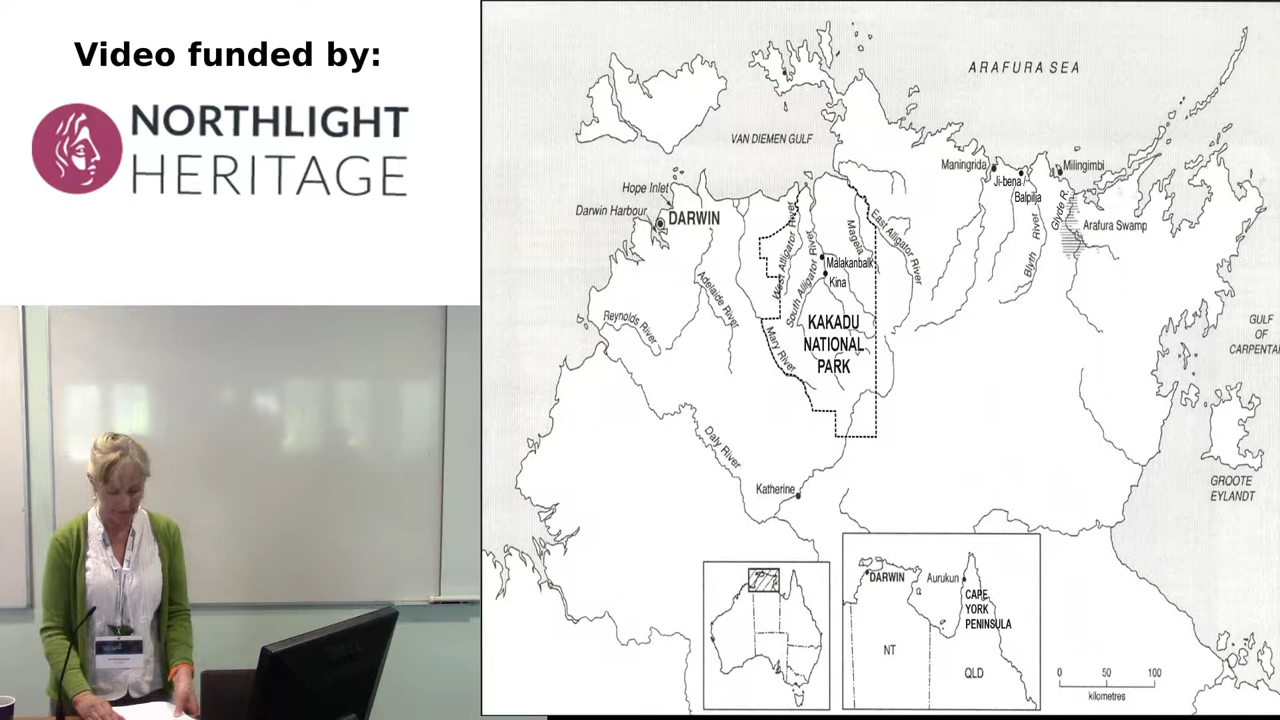 Video funded by:
NORTHLIGHT
HERITAGE
ARAFURA SEA
VAN DIEMEN GULF
Maningrida
Milingimbi
Ji-bena/
Balpilja
Hope Inlet
Darwin Harbour
DARWIN
Glyde R.
Arafura Swamp
West Alligator River
South Alligator River
Magela
East Alligator River
Blyth River
Malakanbalk
Kina
Adelaide River
Reynolds River
Mary River
KAKADU
NATIONAL
PARK
GULF
OF
CARPENTA
Daly River
Katherine
GROOTE
EYLANDT
DARWIN
Aurukun
CAPE
YORK
PENINSULA
NT
QLD
0 50 100
kilometres